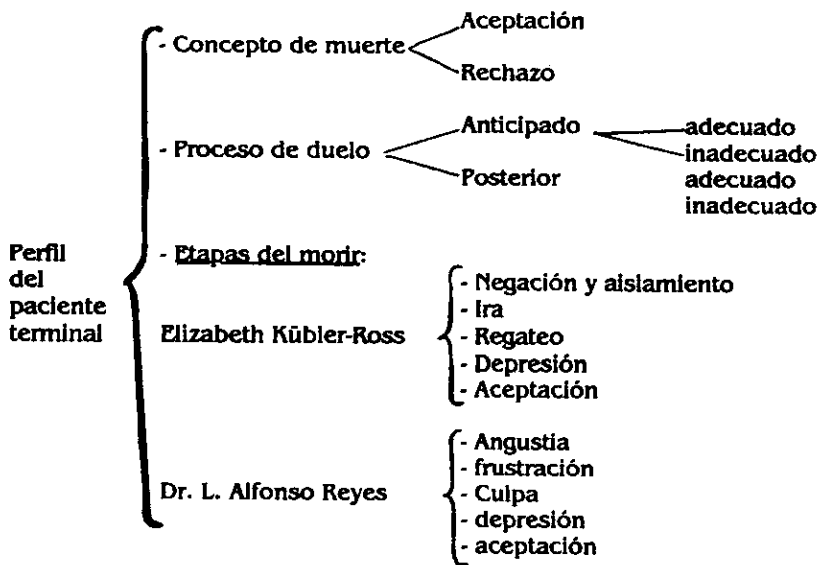 Perfil
del
paciente
terminal
- Concepto de muerte
Aceptación
Rechazo
- Proceso de duelo
Anticipado
adecuado
inadecuado
Posterior
adecuado
inadecuado
- Etapas del morir:
Elizabeth Kübler-Ross
- Negación y aislamiento
- Ira
- Regateo
- Depresión
- Aceptación
Dr. L. Alfonso Reyes
- Angustia
- frustración
- Culpa
- depresión
- aceptación